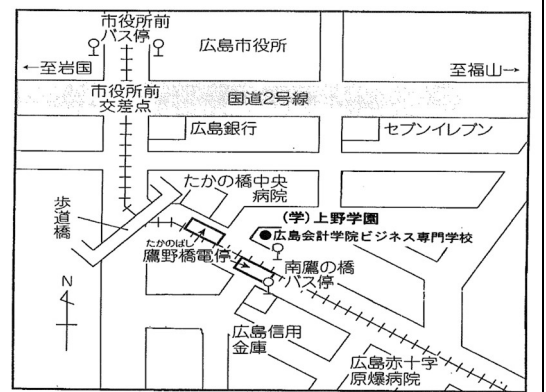 市役所前
バス停
広島市役所
←至岩国
至福山→
市役所前
交差点
国道2号線
広島銀行
セブンイレブン
たかの橋中央
病院
歩道橋
(学)上野学園
●広島会計学院ビジネス専門学校
たかのばし
鷹野橋電停
南鷹の橋
バス停
N
広島信用
金庫
広島赤十字
原爆病院